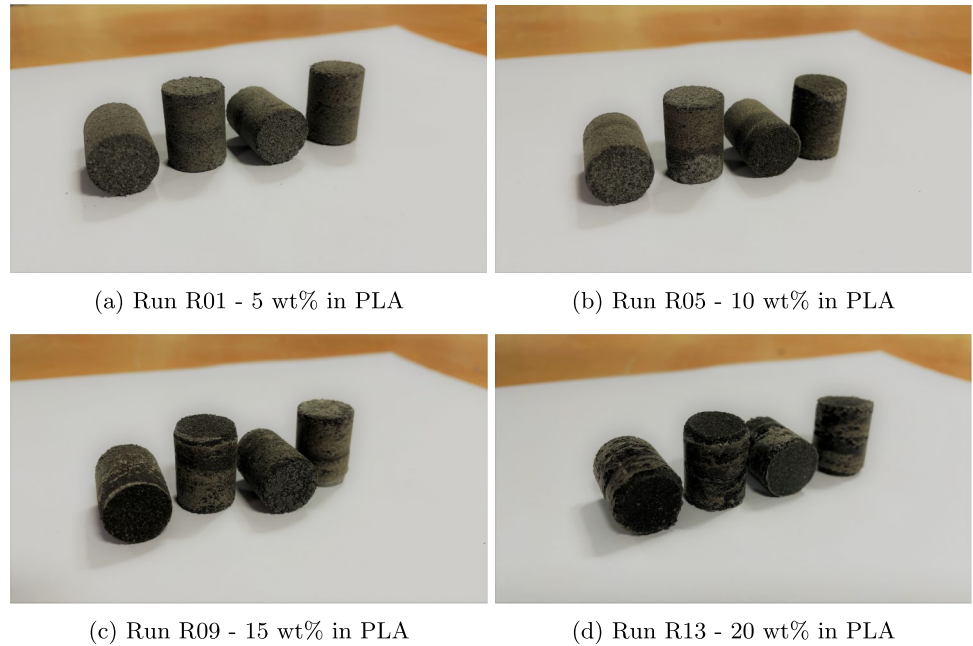 (a) Run R01 - 5 wt% in PLA
(b) Run R05 - 10 wt% in PLA
(c) Run R09 - 15 wt% in PLA
(d) Run R13 - 20 wt% in PLA